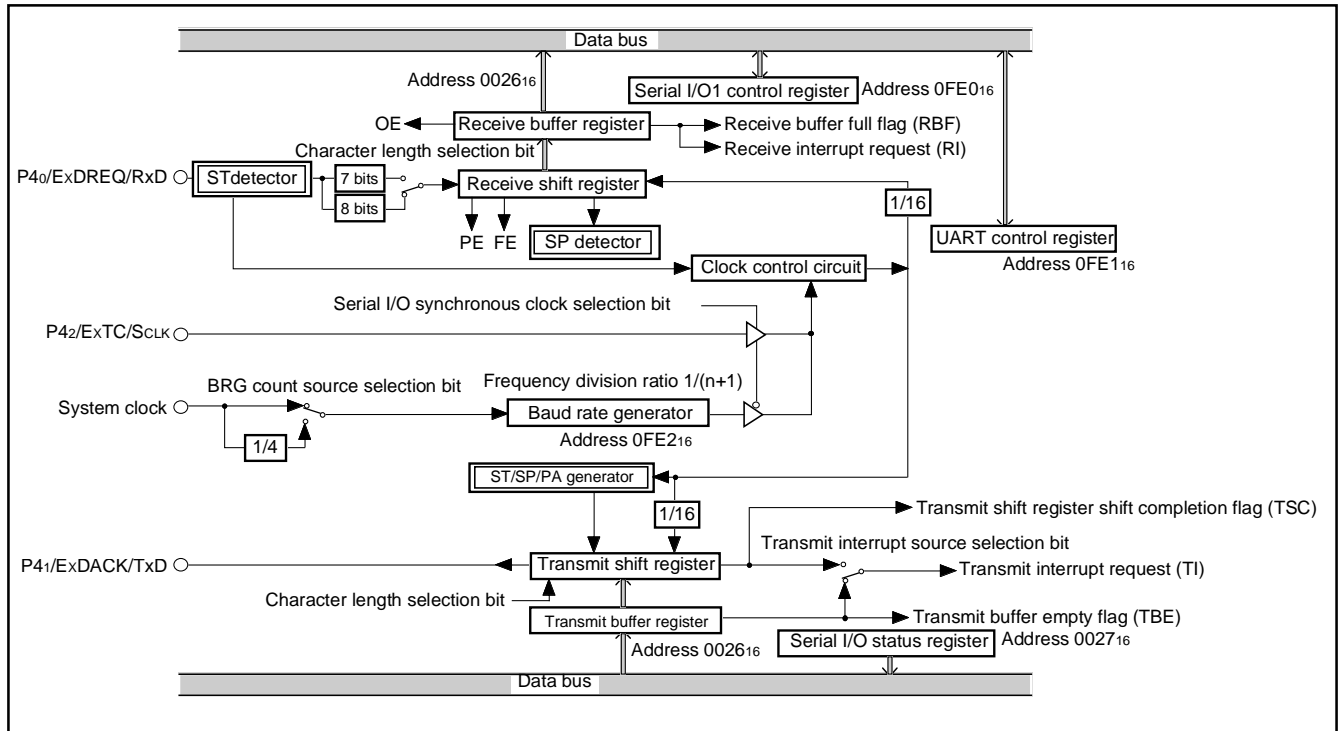 Data bus
Address 0026₁₆
Serial I/O1 control register
Address 0FE0₁₆
OE
Receive buffer register
Receive buffer full flag (RBF)
Receive interrupt request (RI)
Character length selection bit
P4₀/ExDREQ/RxD
STdetector
7 bits
8 bits
Receive shift register
1/16
PE
FE
SP detector
UART control register
Address 0FE1₁₆
Clock control circuit
Serial I/O synchronous clock selection bit
P4₂/ExTC/SCLK
BRG count source selection bit
Frequency division ratio 1/(n+1)
System clock
Baud rate generator
1/4
Address 0FE2₁₆
ST/SP/PA generator
1/16
Transmit shift register shift completion flag (TSC)
Transmit interrupt source selection bit
P4₁/ExDACK/TxD
Transmit shift register
Transmit interrupt request (TI)
Character length selection bit
Transmit buffer register
Transmit buffer empty flag (TBE)
Address 0026₁₆
Serial I/O status register
Address 0027₁₆
Data bus